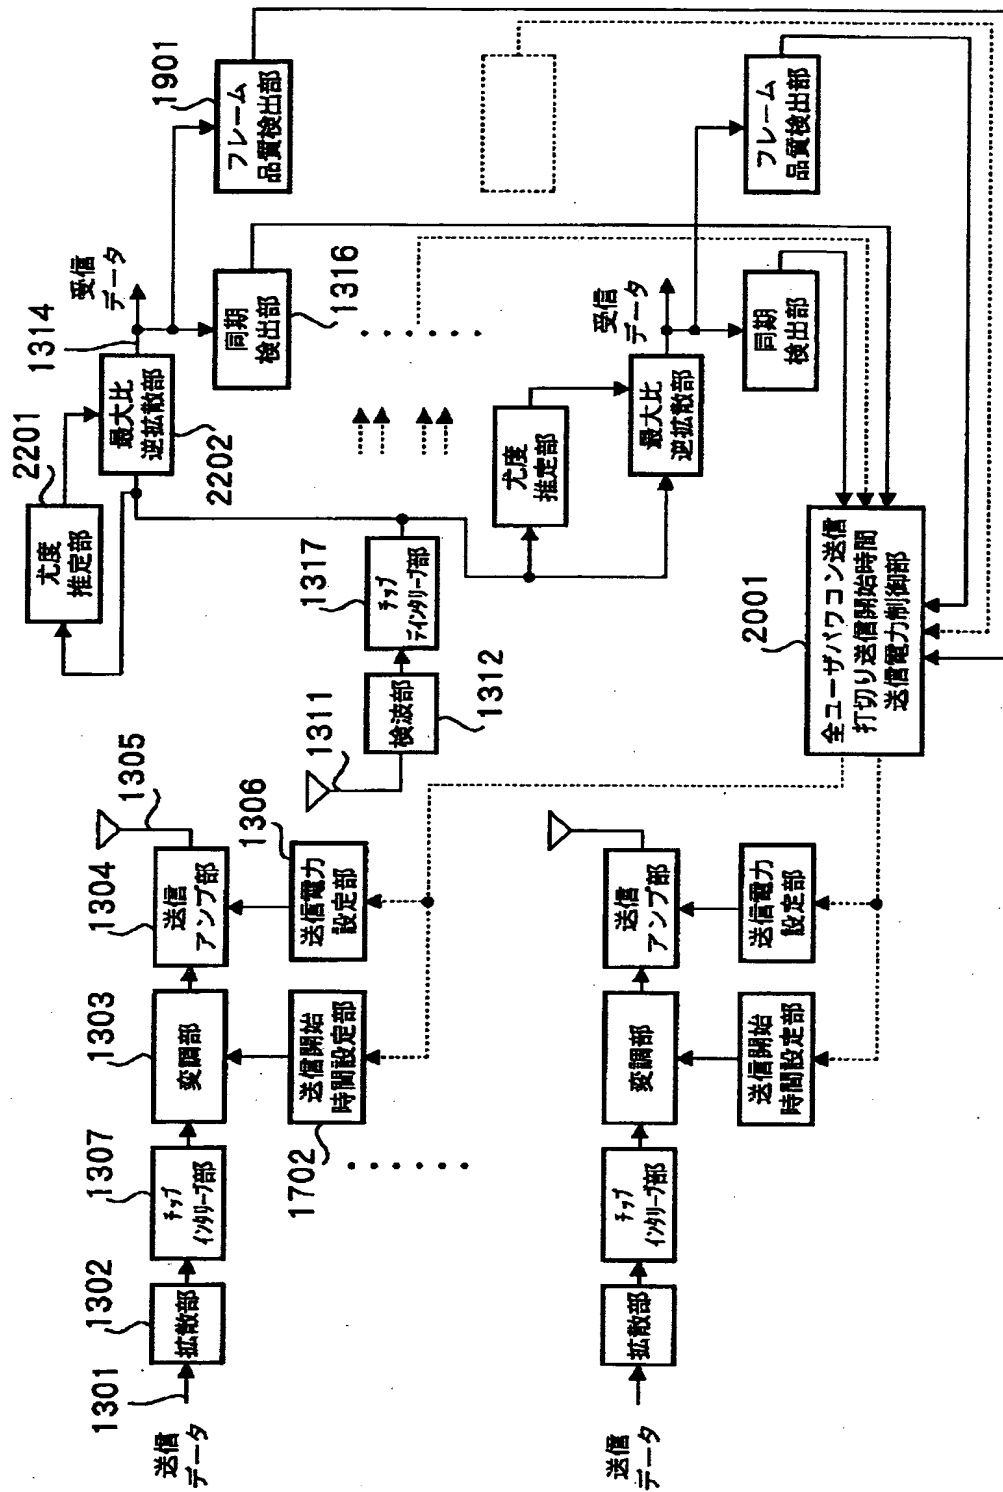 送信
データ
1301
1302
拡散部
1307
チップ
インタリーブ部
1303
変調部
1304
送信
アンプ部
1305
1702
送信開始
時間設定部
1306
送信電力
設定部
1311
1312
検波部
1317
チップ
デインタリーブ部
2201
尤度
推定部
2202
最大比
逆拡散部
1314
受信
データ
1316
同期
検出部
1901
フレーム
品質検出部
送信
データ
拡散部
チップ
インタリーブ部
変調部
送信
アンプ部
送信開始
時間設定部
送信電力
設定部
尤度
推定部
最大比
逆拡散部
受信
データ
同期
検出部
フレーム
品質検出部
2001
全ユーザパワコン送信
打切り送信開始時間
送信電力制御部